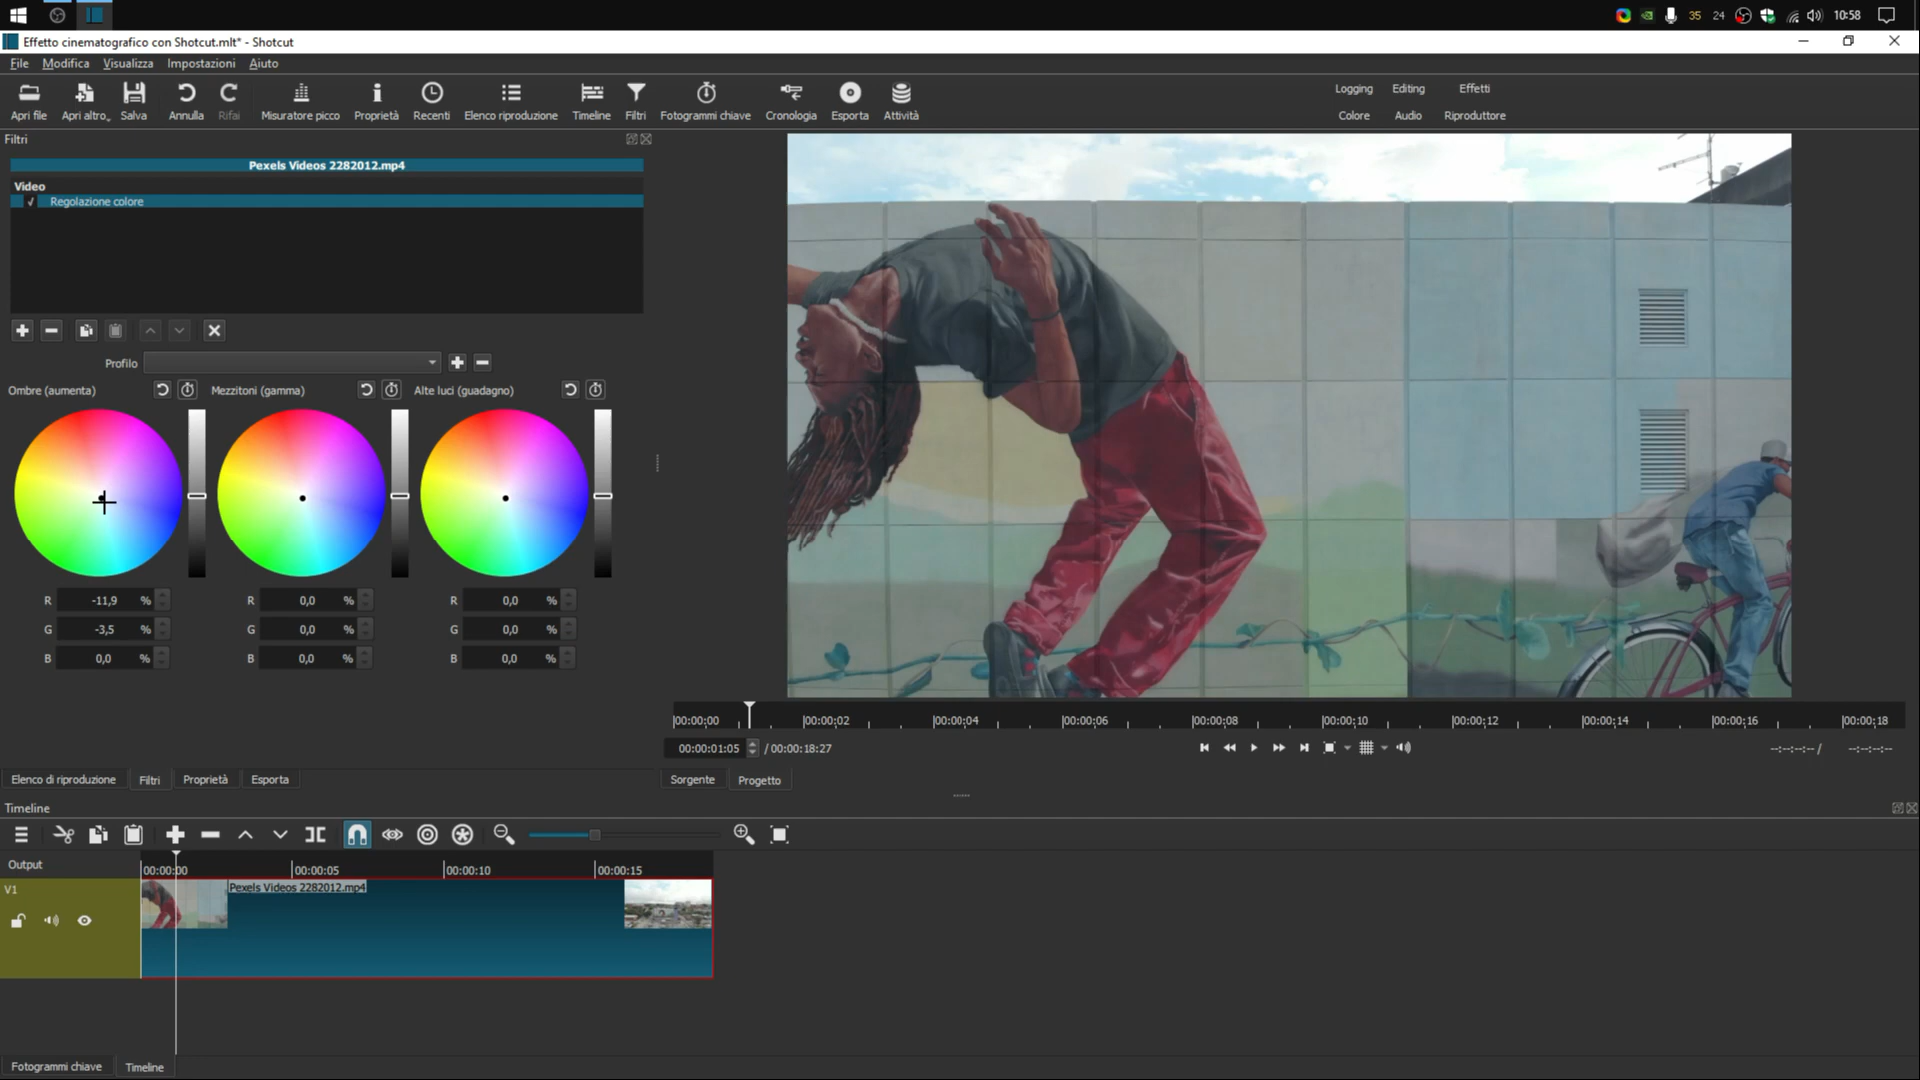 35 24 10:58
Effetto cinematografico con Shotcut.mlt* - Shotcut
File Modifica Visualizza Impostazioni Aiuto
Apri file Apri altro.. Salva Annulla Rifai Misuratore picco Proprietà Recenti Elenco riproduzione Timeline Filtri Fotogrammi chiave Cronologia Esporta Attività
Logging Editing Effetti
Colore Audio Riproduttore
Filtri
Pexels Videos 2282012.mp4
Video
✓ Regolazione colore
Profilo
Ombre (aumenta) Mezzitoni (gamma) Alte luci (guadagno)
R -11,9 % R 0,0 % R 0,0 %
G -3,5 % G 0,0 % G 0,0 %
B 0,0 % B 0,0 % B 0,0 %
00:00:00 00:00:02 00:00:04 00:00:06 00:00:08 00:00:10 00:00:12 00:00:14 00:00:16 00:00:18
00:00:01:05 / 00:00:18:27 --:--:--:-- / --:--:--:--
Elenco di riproduzione Filtri Proprietà Esporta Sorgente Progetto
Timeline
Output 00:00:00 00:00:05 00:00:10 00:00:15
V1 Pexels Videos 2282012.mp4
Fotogrammi chiave Timeline